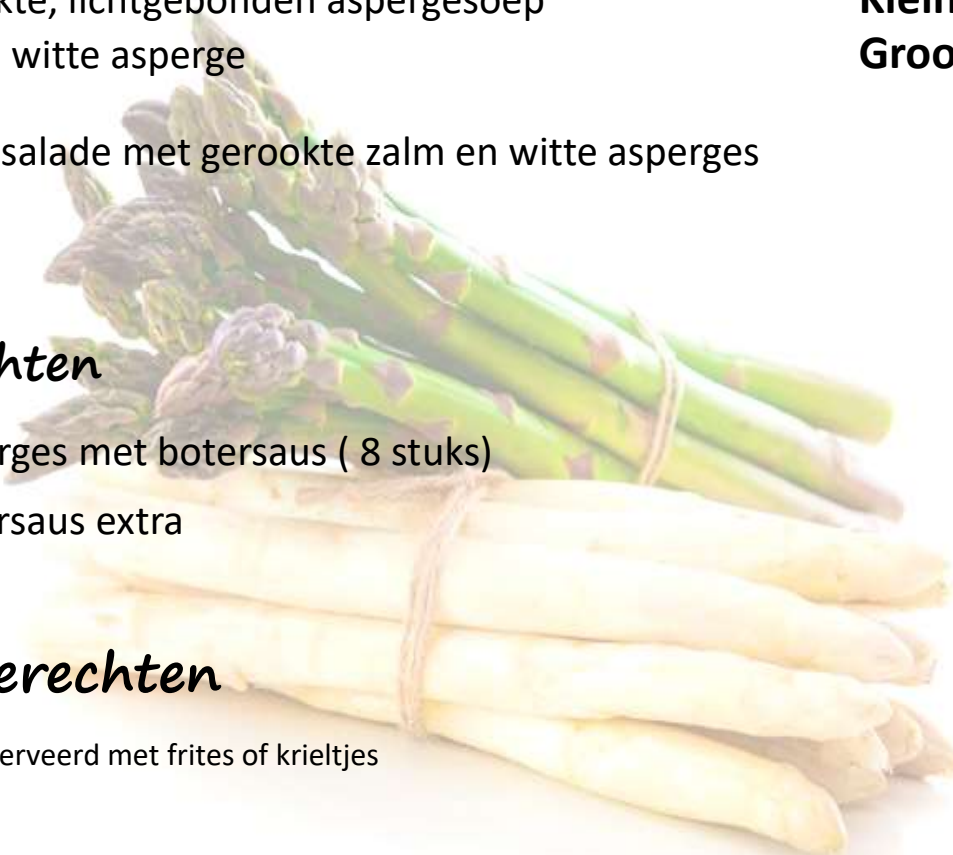 lichtgebonden aspergesoep
Klein
witte asperge
Groo
salade met gerookte zalm en witte asperges
hten
rges met botersaus ( 8 stuks)
rsaus extra
erechten
erveerd met frites of krieltjes